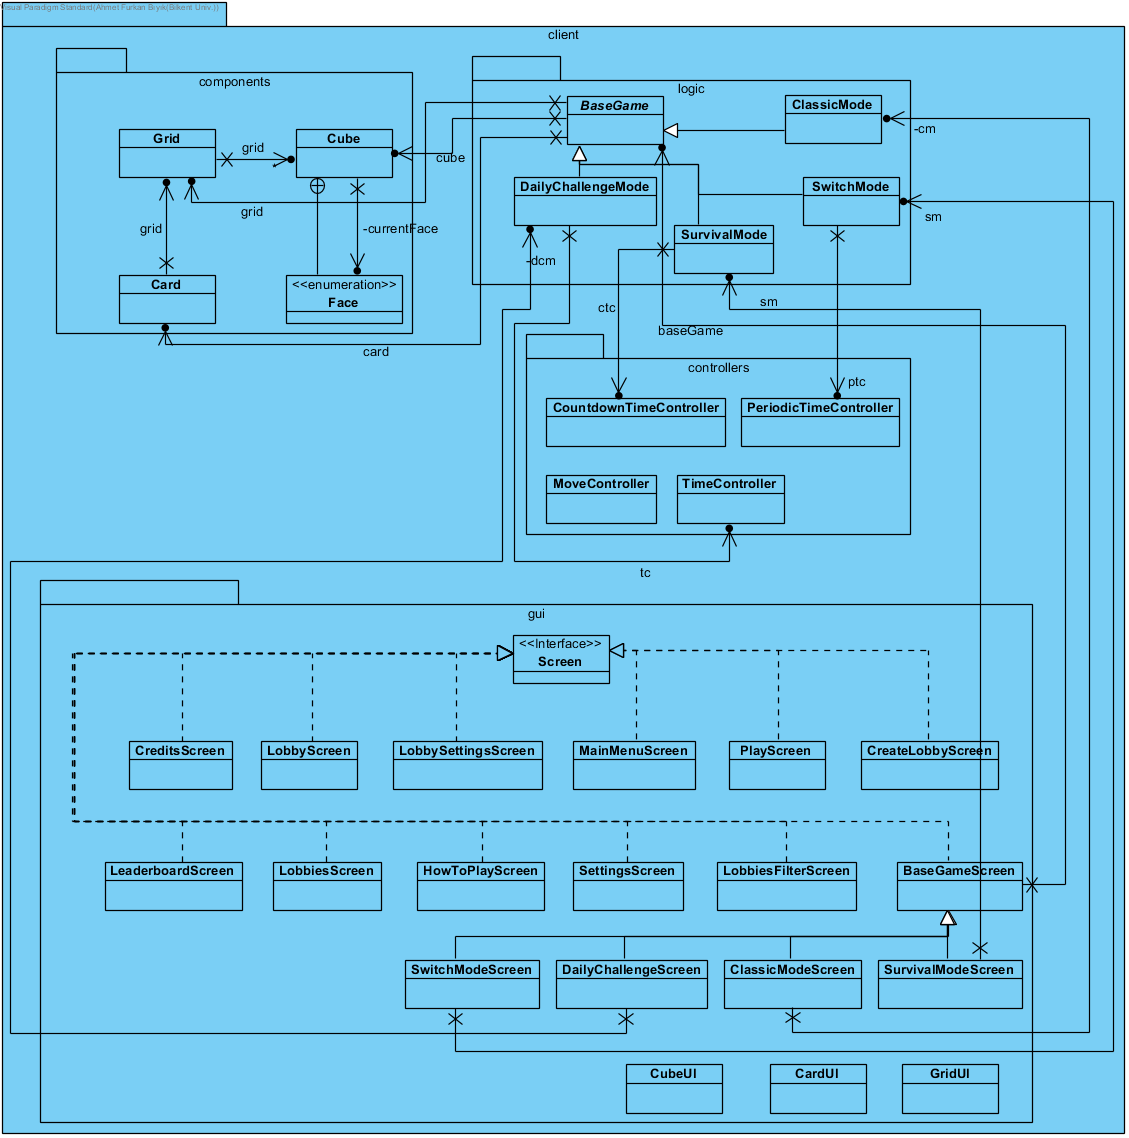 Visual Paradigm Standard(Ahmet Furkan Bıyık(Bilkent Univ.))
client
components
logic
BaseGame
ClassicMode
-cm
Grid
grid
*
Cube
cube
DailyChallengeMode
SwitchMode
sm
grid
grid
-currentFace
SurvivalMode
-dcm
Card
<<enumeration>>
Face
ctc
sm
baseGame
card
controllers
ptc
CountdownTimeController
PeriodicTimeController
MoveController
TimeController
tc
gui
<<Interface>>
Screen
CreditsScreen
LobbyScreen
LobbySettingsScreen
MainMenuScreen
PlayScreen
CreateLobbyScreen
LeaderboardScreen
LobbiesScreen
HowToPlayScreen
SettingsScreen
LobbiesFilterScreen
BaseGameScreen
SwitchModeScreen
DailyChallengeScreen
ClassicModeScreen
SurvivalModeScreen
CubeUI
CardUI
GridUI